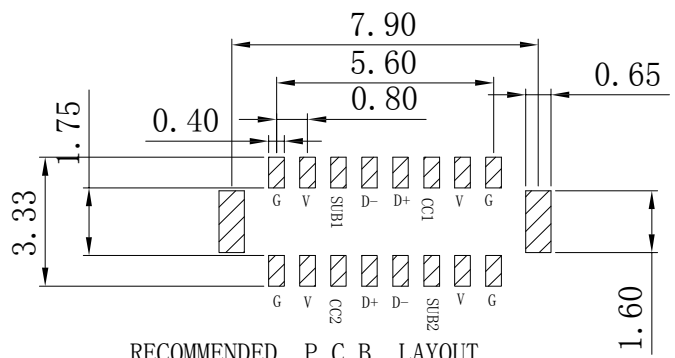 7.90
5.60
0.65
0.80
0.40
1.75
3.33
G V SUB1 D- D+ CC1 V G
G V CC2 D+ D- SUB2 V G
1.60
RECOMMENDED P.C.B. LAYOUT